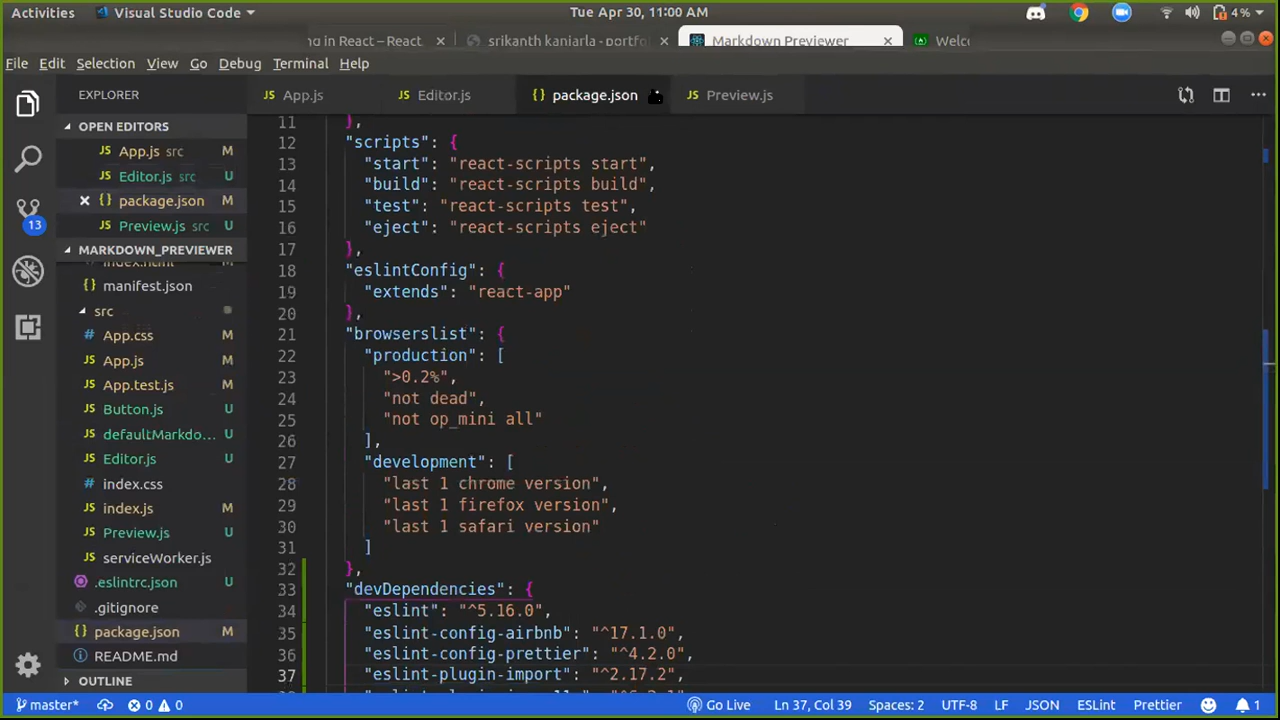 Activities
Visual Studio Code
Tue Apr 30, 11:00 AM
4%
ng in React – React
srikanth kaniarla - portfo
Markdown Previewer
Welc
File Edit Selection View Go Debug Terminal Help
EXPLORER
App.js
Editor.js
{} package.json
Preview.js
OPEN EDITORS
JS App.js src M
JS Editor.js src U
{} package.json M
JS Preview.js src U
13
MARKDOWN_PREVIEWER
index.html
{} manifest.json
src
# App.css M
JS App.js M
JS App.test.js M
JS Button.js U
JS defaultMarkdo... U
JS Editor.js U
# index.css
JS index.js M
JS Preview.js U
JS serviceWorker.js
.eslintrc.json U
.gitignore
package.json M
README.md
OUTLINE
11 },
12 "scripts": {
13 "start": "react-scripts start",
14 "build": "react-scripts build",
15 "test": "react-scripts test",
16 "eject": "react-scripts eject"
17 },
18 "eslintConfig": {
19 "extends": "react-app"
20 },
21 "browserslist": {
22 "production": [
23 ">0.2%",
24 "not dead",
25 "not op_mini all"
26 ],
27 "development": [
28 "last 1 chrome version",
29 "last 1 firefox version",
30 "last 1 safari version"
31 ]
32 },
33 "devDependencies": {
34 "eslint": "^5.16.0",
35 "eslint-config-airbnb": "^17.1.0",
36 "eslint-config-prettier": "^4.2.0",
37 "eslint-plugin-import": "^2.17.2",
master* 0 0
Go Live Ln 37, Col 39 Spaces: 2 UTF-8 LF JSON ESLint Prettier 1